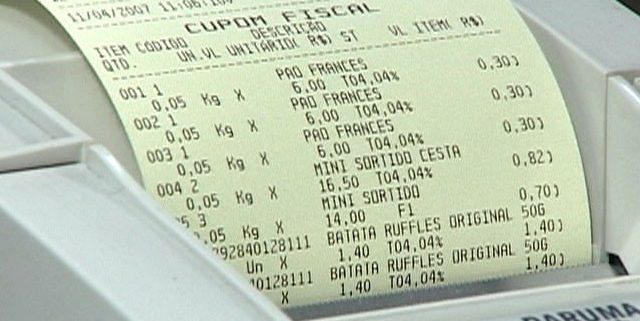 11/04/2007 11:08:10
CUPOM FISCAL
ITEM CÓDIGO DESCRIÇÃO
QTD. UN.VL UNITÁRIO( R$) ST VL ITEM( R$)
001 1 PAO FRANCES
0,05 Kg X 6,00 T04,04% 0,30)
002 1 PAO FRANCES
0,05 Kg X 6,00 T04,04% 0,30)
003 1 PAO FRANCES
0,05 Kg X 6,00 T04,04% 0,30)
004 2 MINI SORTIDO CESTA
0,05 Kg X 16,50 T04,04% 0,82)
5 3 MINI SORTIDO
,05 Kg X 14,00 F1 0,70)
92840128111 BATATA RUFFLES ORIGINAL 50G
Un X 1,40 T04,04% 1,40)
40128111 BATATA RUFFLES ORIGINAL 50G
X 1,40 T04,04% 1,40)
DARUMA